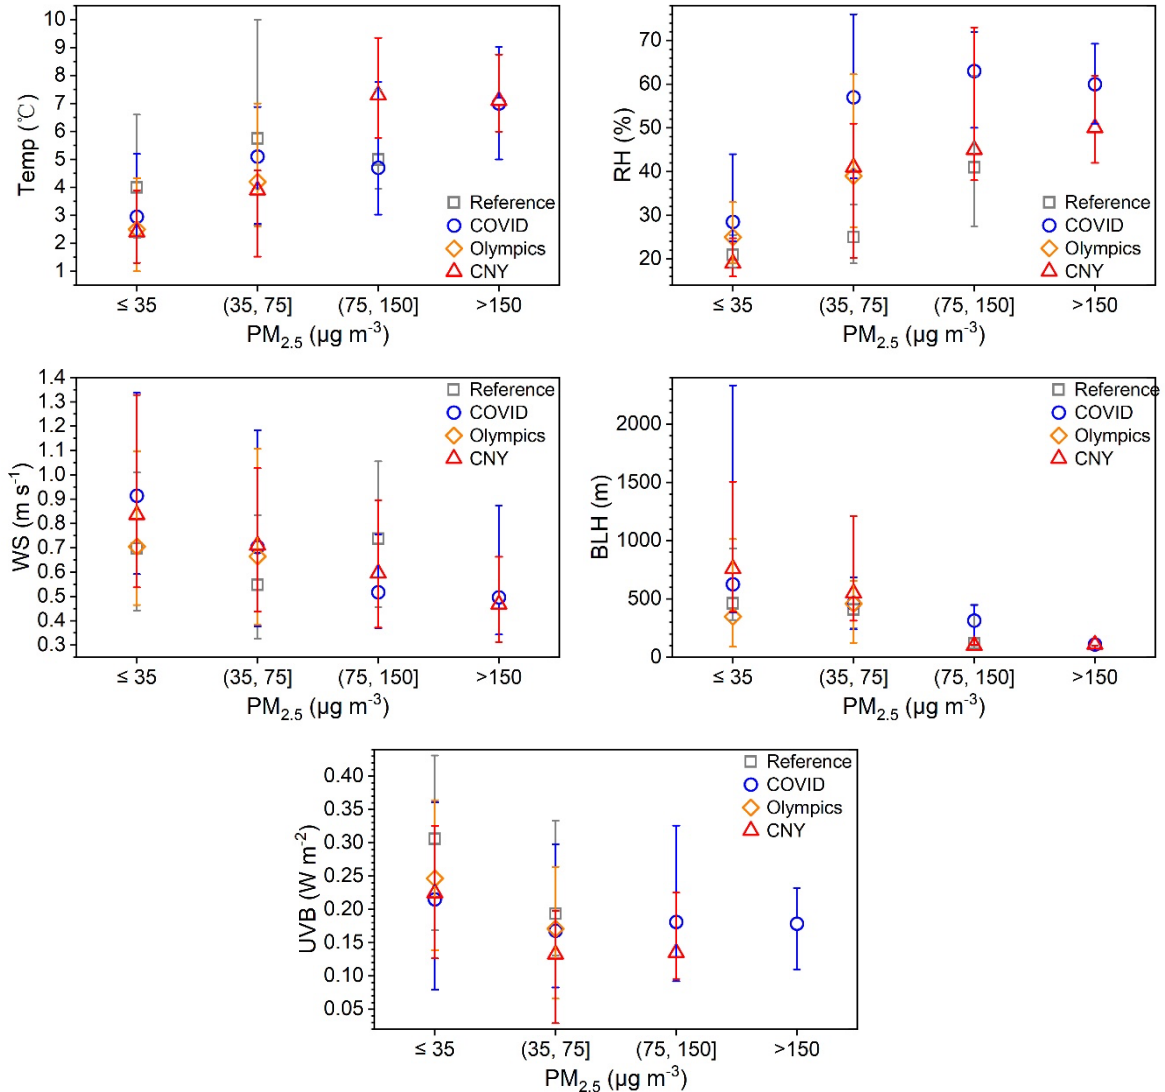 10
9
8
7
6
5
4
3
2
1
Temp (℃)
Reference
COVID
Olympics
CNY
≤ 35 (35, 75] (75, 150] >150
PM2.5 (µg m-3)
70
60
50
40
30
20
RH (%)
Reference
COVID
Olympics
CNY
≤ 35 (35, 75] (75, 150] >150
PM2.5 (µg m-3)
1.4
1.3
1.2
1.1
1.0
0.9
0.8
0.7
0.6
0.5
0.4
0.3
WS (m s-1)
Reference
COVID
Olympics
CNY
≤ 35 (35, 75] (75, 150] >150
PM2.5 (µg m-3)
2000
1500
1000
500
0
BLH (m)
Reference
COVID
Olympics
CNY
≤ 35 (35, 75] (75, 150] >150
PM2.5 (µg m-3)
0.40
0.35
0.30
0.25
0.20
0.15
0.10
0.05
UVB (W m-2)
Reference
COVID
Olympics
CNY
≤ 35 (35, 75] (75, 150] >150
PM2.5 (µg m-3)